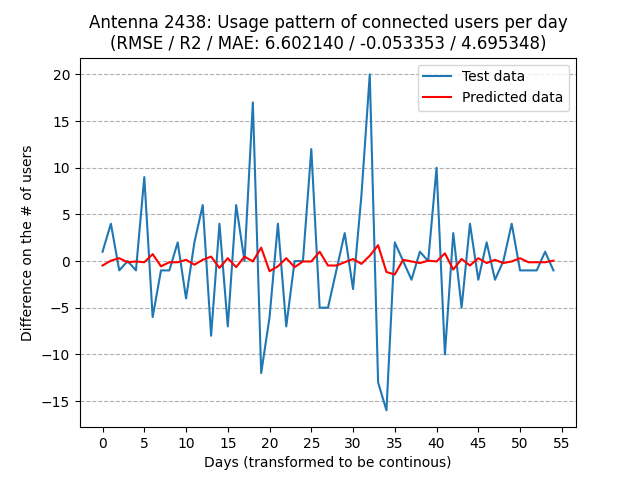 Antenna 2438: Usage pattern of connected users per day
(RMSE / R2 / MAE: 6.602140 / -0.053353 / 4.695348)
Test data
Predicted data
Difference on the # of users
20
15
10
5
0
−5
−10
−15
0 5 10 15 20 25 30 35 40 45 50 55
Days (transformed to be continous)